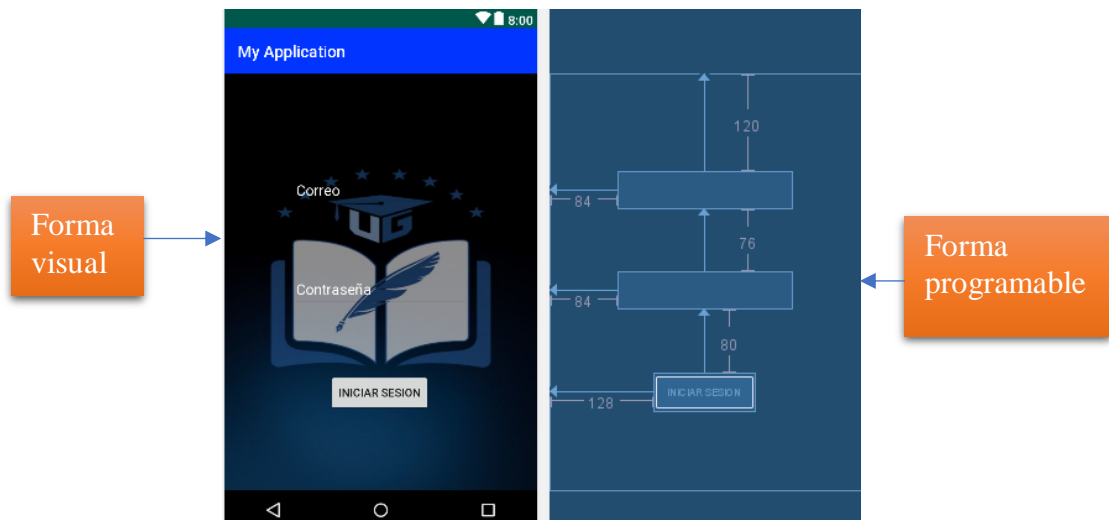 8:00
My Application
Correo
UG
Contraseña
INICIAR SESION
120
84
76
84
80
128
INICIAR SESION
Forma
visual
Forma
programable